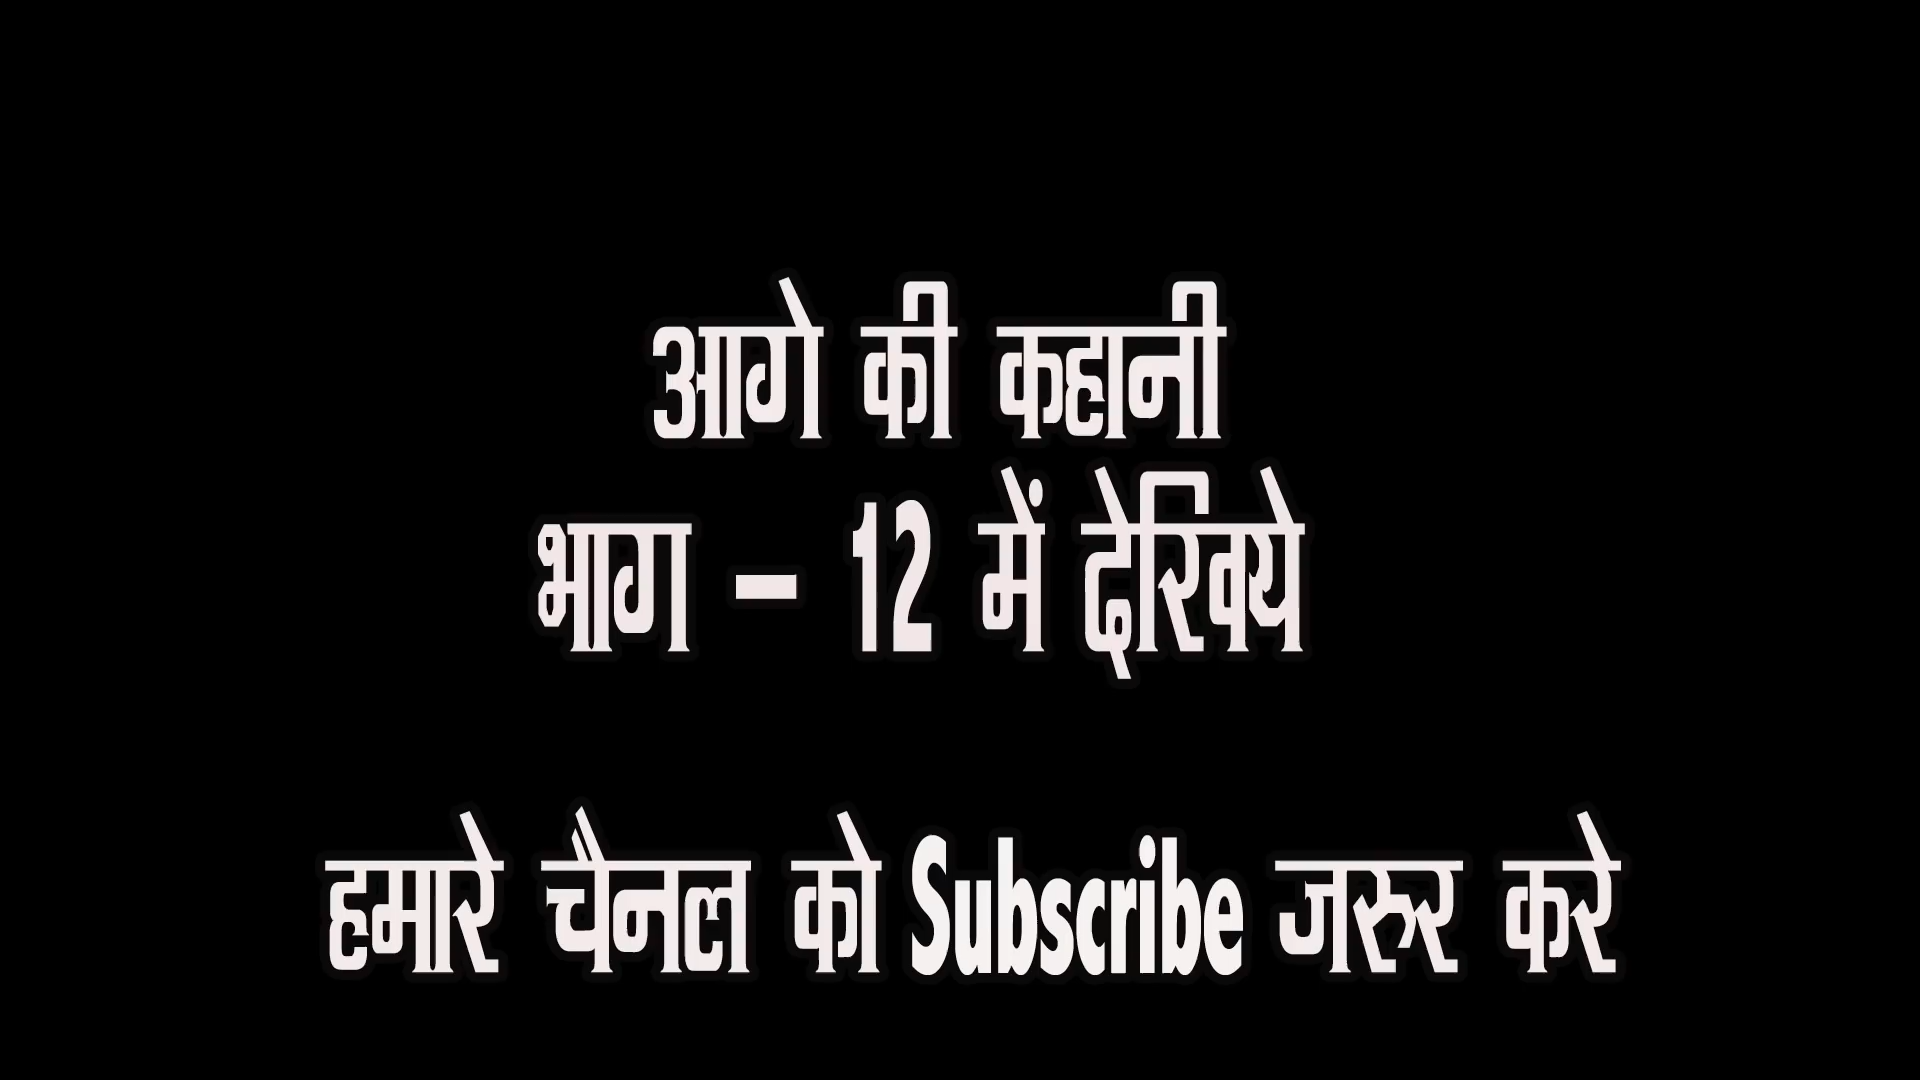 आगे की कहानी
भाग – 12 में देखिये
हमारे चैनल को Subscribe जरुर करे